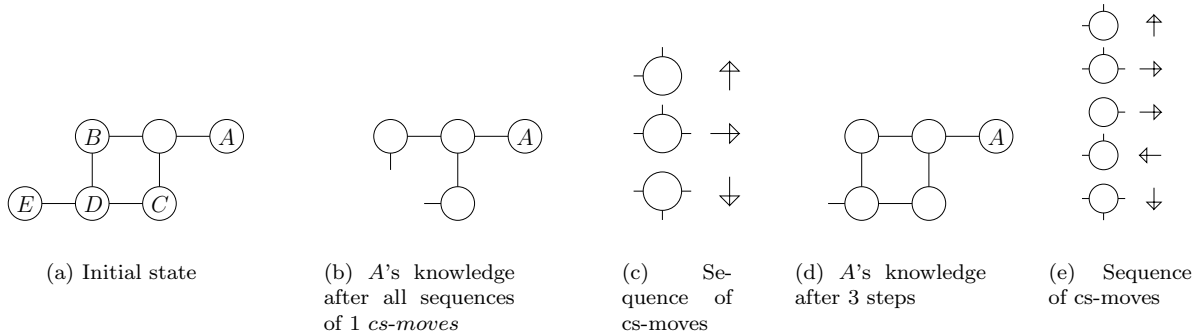 B
A
E
D
C
A
A
(a) Initial state
(b) A's knowledge
after all sequences
of 1 cs-moves
(c) Se-
quence of
cs-moves
(d) A's knowledge
after 3 steps
(e) Sequence
of cs-moves